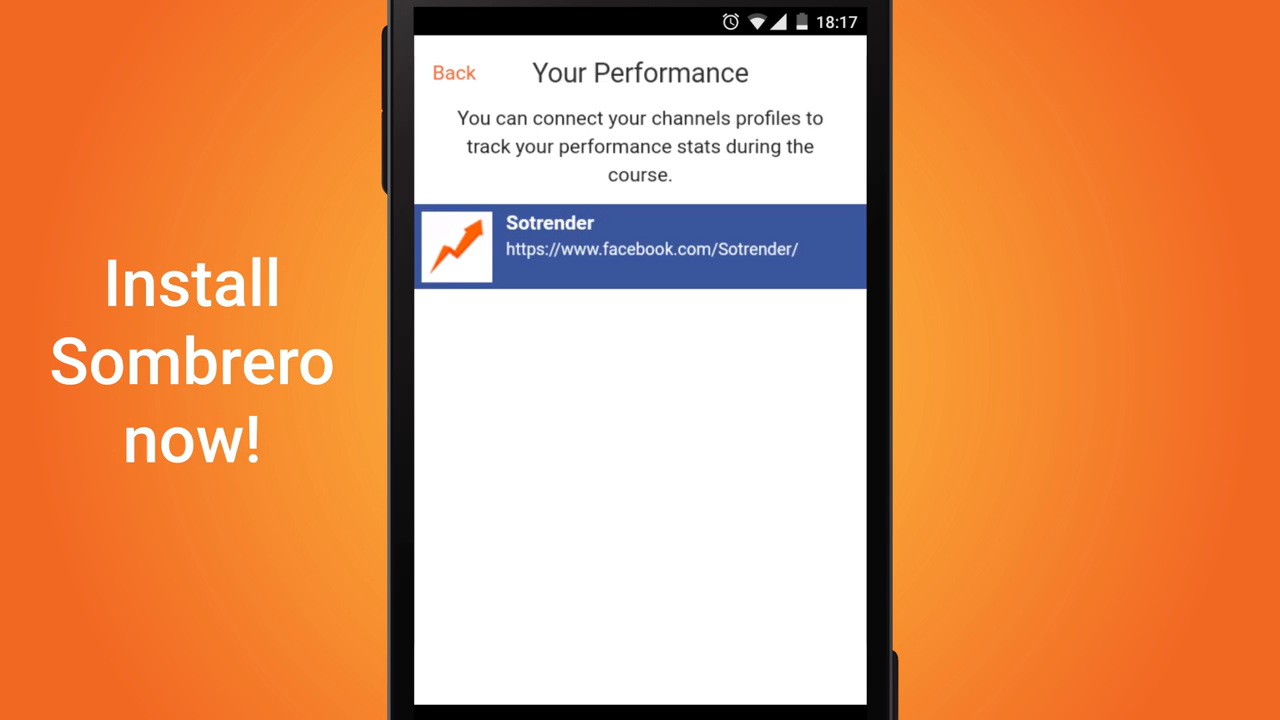 18:17
Back
Your Performance
You can connect your channels profiles to
track your performance stats during the
course.
Sotrender
https://www.facebook.com/Sotrender/
Install
Sombrero
now!